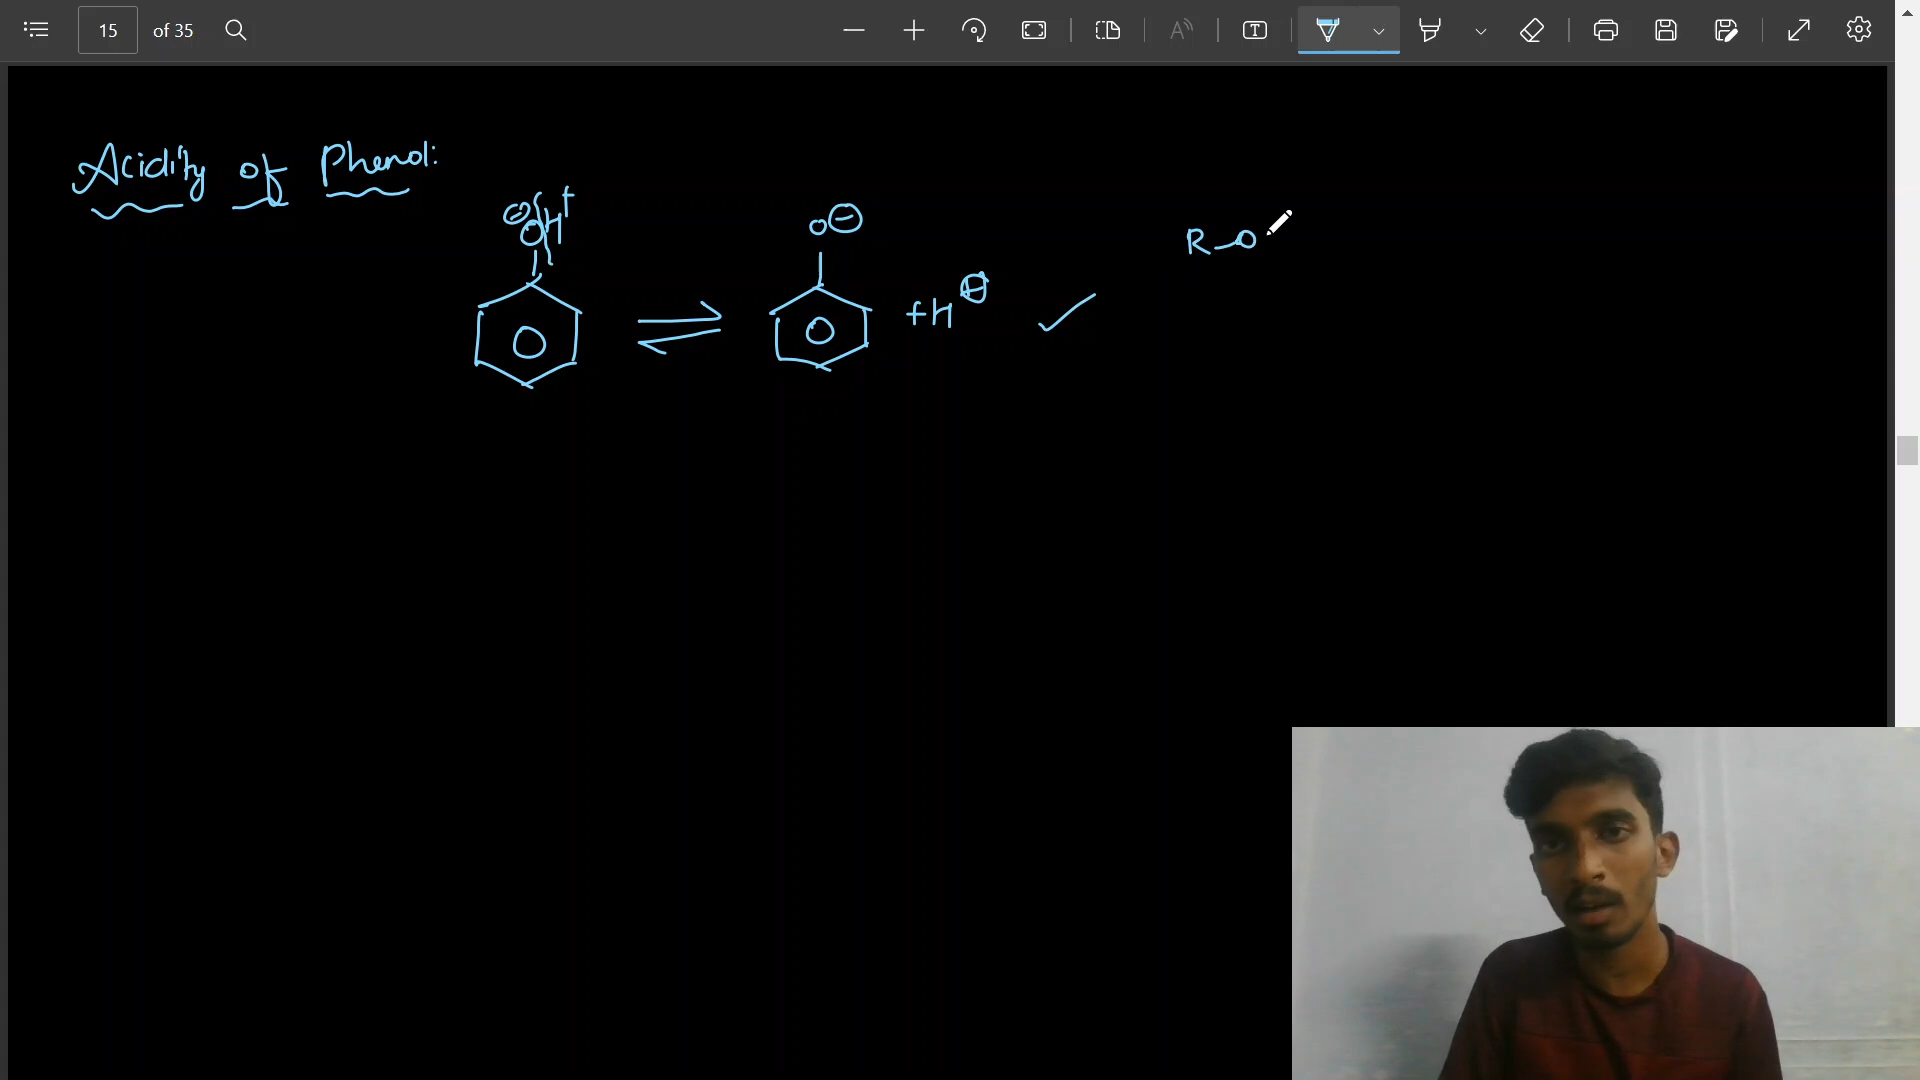 15 of 35
Acidity of Phenol:
⊖ OH +
O ⊖
R-O
+H ⊕